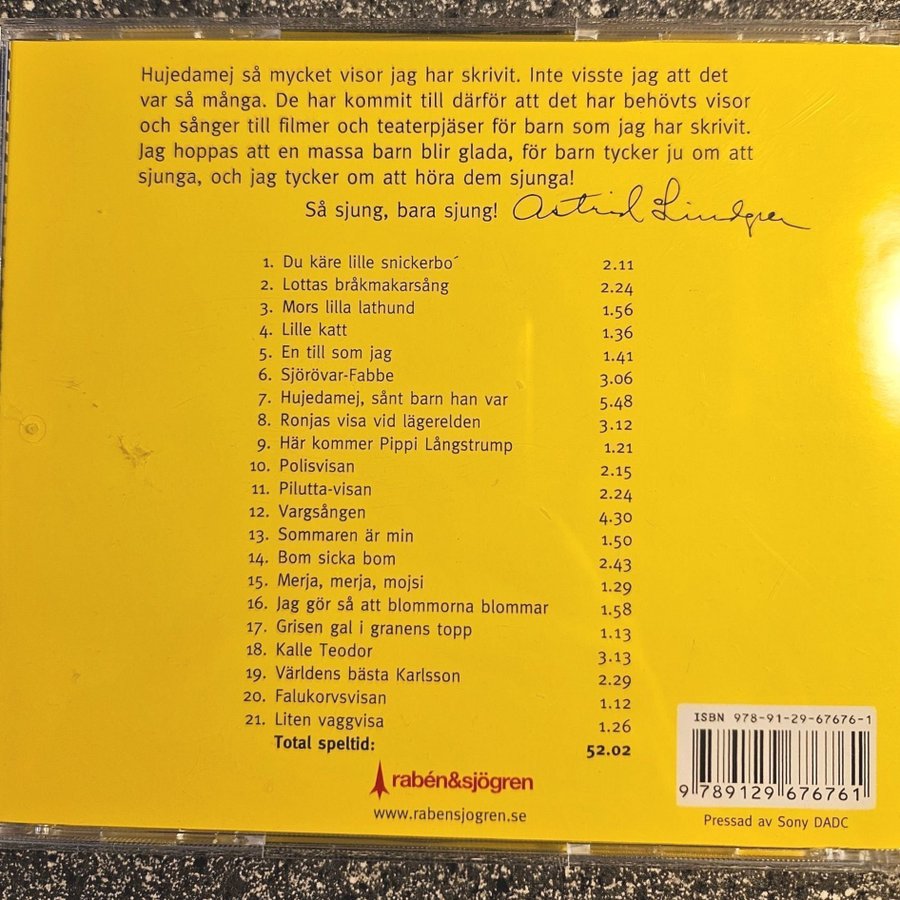 Hujedamej så mycket visor jag har skrivit. Inte visste jag att det
var så många. De har kommit till därför att det har behövts visor
och sånger till filmer och teaterpjäser för barn som jag har skrivit.
Jag hoppas att en massa barn blir glada, för barn tycker ju om att
sjunga, och jag tycker om att höra dem sjunga!
Så sjung, bara sjung! Astrid Lindgren
1. Du käre lille snickerbo´ 2.11
2. Lottas bråkmakarsång 2.24
3. Mors lilla lathund 1.56
4. Lille katt 1.36
5. En till som jag 1.41
6. Sjörövar-Fabbe 3.06
7. Hujedamej, sånt barn han var 5.48
8. Ronjas visa vid lägerelden 3.12
9. Här kommer Pippi Långstrump 1.21
10. Polisvisan 2.15
11. Pilutta-visan 2.24
12. Vargsången 4.30
13. Sommaren är min 1.50
14. Bom sicka bom 2.43
15. Merja, merja, mojsi 1.29
16. Jag gör så att blommorna blommar 1.58
17. Grisen gal i granens topp 1.13
18. Kalle Teodor 3.13
19. Världens bästa Karlsson 2.29
20. Falukorvsvisan 1.12
21. Liten vaggvisa 1.26
Total speltid: 52.02
rabén&sjögren
www.rabensjogren.se
ISBN 978-91-29-67676-1
9 789129 676761
Pressad av Sony DADC